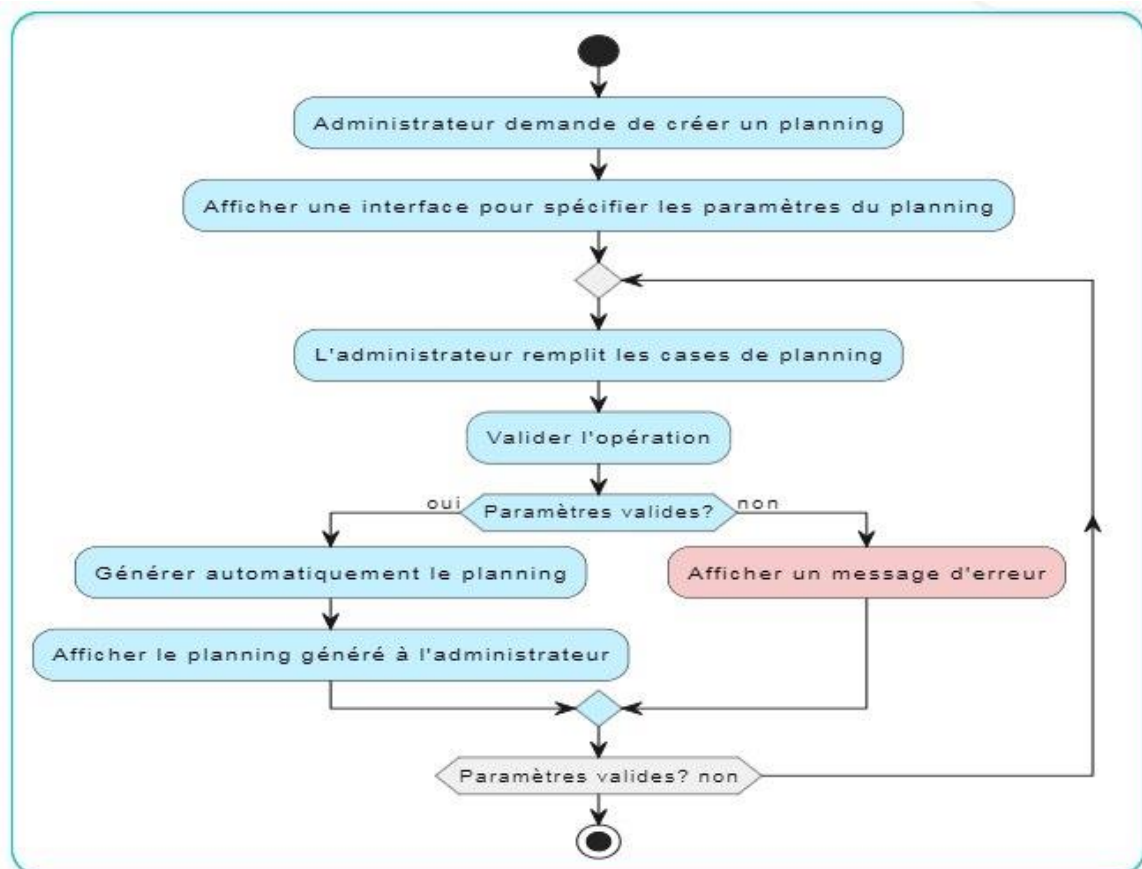 Administrateur demande de créer un planning
Afficher une interface pour spécifier les paramètres du planning
L'administrateur remplit les cases de planning
Valider l'opération
oui
Paramètres valides?
non
Générer automatiquement le planning
Afficher un message d'erreur
Afficher le planning généré à l'administrateur
Paramètres valides? non